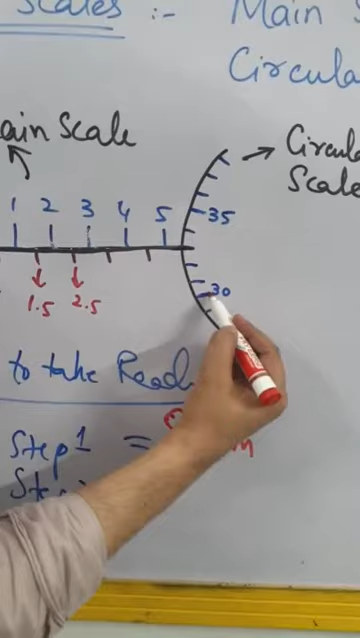 Scales :- Main
Circula
ain Scale
Circula
Scale
1 2 3 4 5
35
1.5 2.5
30
to take Read
Step 1 =